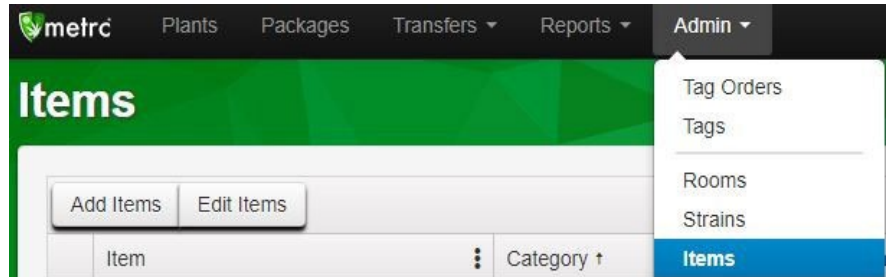 metrc Plants Packages Transfers Reports Admin
Items
Tag Orders
Tags
Rooms
Strains
Items
Add Items Edit Items
Item Category ↑